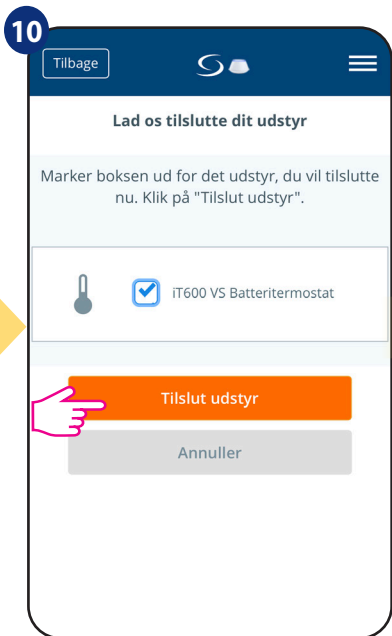 10
Tilbage
Lad os tilslutte dit udstyr
Marker boksen ud for det udstyr, du vil tilslutte
nu. Klik på "Tilslut udstyr".
iT600 VS Batteritermostat
Tilslut udstyr
Annuller